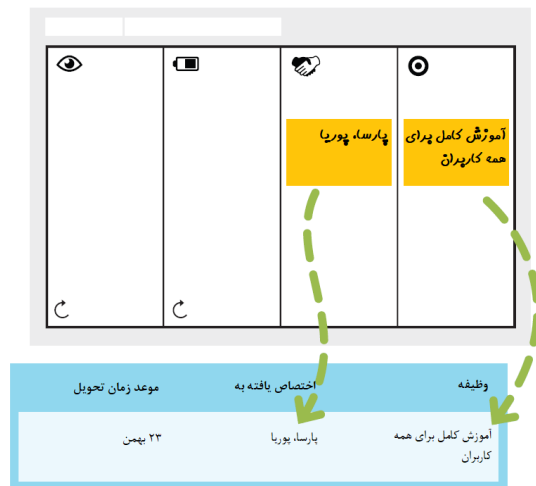 آموزش کامل برای
همه کاربران
پارسا، پوریا
وظیفه
اختصاص یافته به
موعد زمان تحویل
آموزش کامل برای همه
کاربران
پارسا، پوریا
۲۳ بهمن